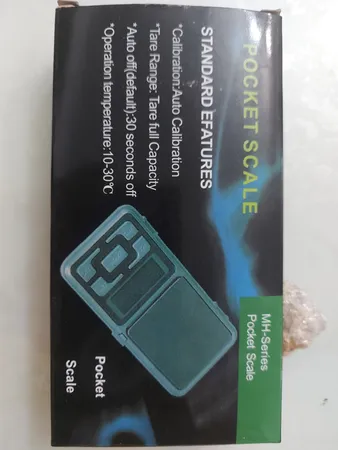 POCKET SCALE
STANDARD EFATURES
*Calibration:Auto Calibration
*Tare Range: Tare full Capacity
*Auto off(default):30 seconds off
*Operation temperature:10-30℃
MH-Series
Pocket Scale
Pocket
Scale